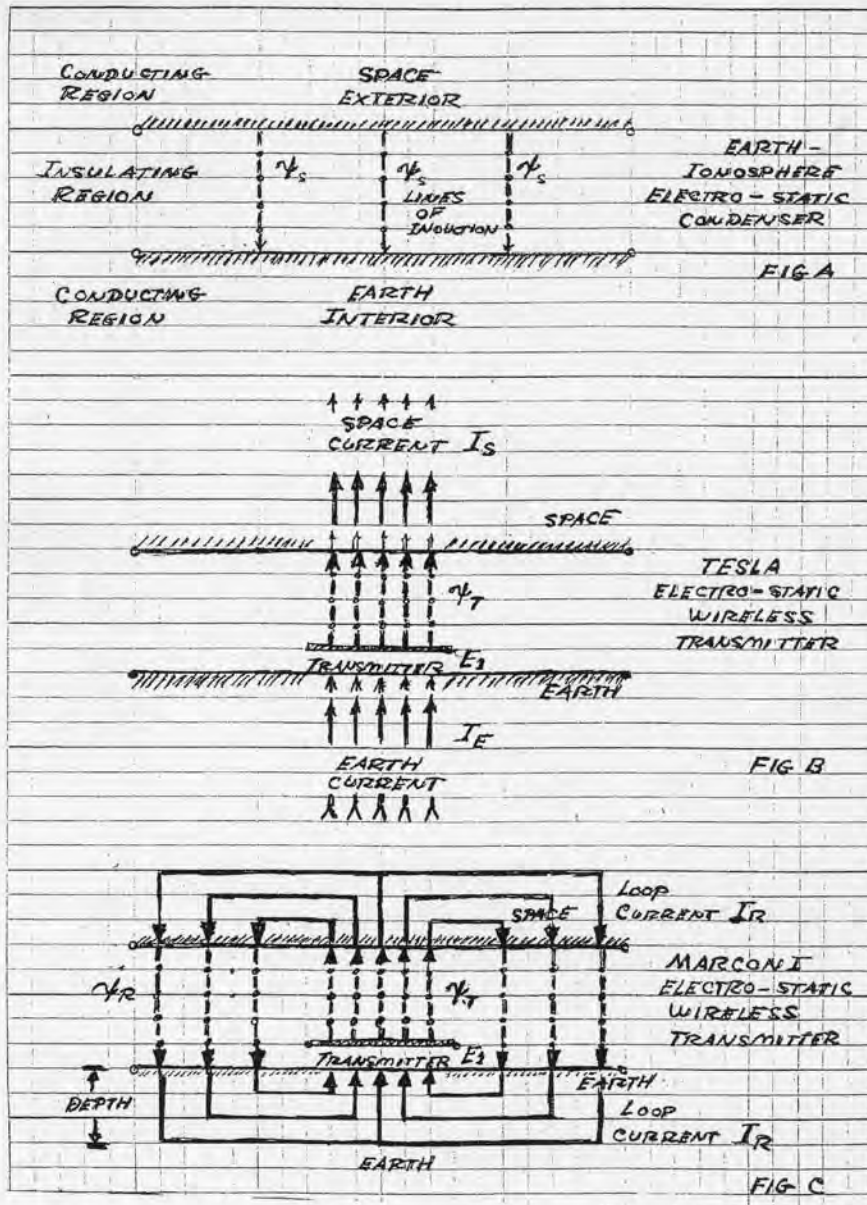 CONDUCTING
REGION
SPACE
EXTERIOR
INSULATING
REGION
ψs
ψs
ψs
LINES
OF
INDUCTION
EARTH -
IONOSPHERE
ELECTRO-STATIC
CONDENSER
FIG A
CONDUCTING
REGION
EARTH
INTERIOR
SPACE
CURRENT Is
SPACE
ψT
TESLA
ELECTRO-STATIC
WIRELESS
TRANSMITTER
TRANSMITTER E2
EARTH
IE
EARTH
CURRENT
FIG B
LOOP
CURRENT IR
SPACE
ψR
ψT
MARCONI
ELECTRO-STATIC
WIRELESS
TRANSMITTER
TRANSMITTER E2
EARTH
DEPTH
LOOP
CURRENT IR
EARTH
FIG C